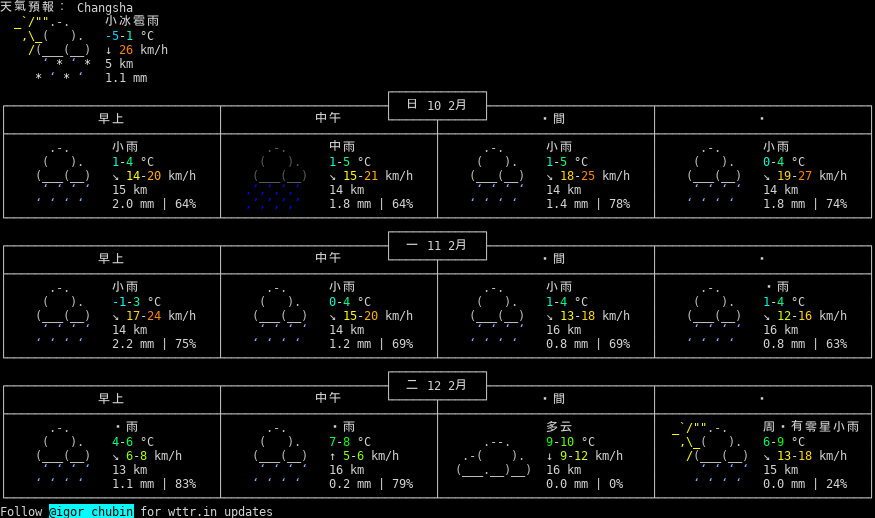 天氣預報： Changsha
小冰雹雨
-5-1 °C
↓ 26 km/h
5 km
1.1 mm
日 10 2月
早上 中午 ・間 ・
小雨 中雨 小雨 小雨
1-4 °C 1-5 °C 1-5 °C 0-4 °C
↘ 14-20 km/h ↘ 15-21 km/h ↘ 18-25 km/h ↘ 19-27 km/h
15 km 14 km 14 km 14 km
2.0 mm | 64% 1.8 mm | 64% 1.4 mm | 78% 1.8 mm | 74%
一 11 2月
早上 中午 ・間 ・
小雨 小雨 小雨 ・雨
-1-3 °C 0-4 °C 1-4 °C 1-4 °C
↘ 17-24 km/h ↘ 15-20 km/h ↘ 13-18 km/h ↘ 12-16 km/h
14 km 14 km 16 km 16 km
2.2 mm | 75% 1.2 mm | 69% 0.8 mm | 69% 0.8 mm | 63%
二 12 2月
早上 中午 ・間 ・
・雨 ・雨 多云 周・有零星小雨
4-6 °C 7-8 °C 9-10 °C 6-9 °C
↘ 6-8 km/h ↑ 5-6 km/h ↓ 9-12 km/h ↘ 13-18 km/h
13 km 16 km 16 km 15 km
1.1 mm | 83% 0.2 mm | 79% 0.0 mm | 0% 0.0 mm | 24%
Follow @igor_chubin for wttr.in updates